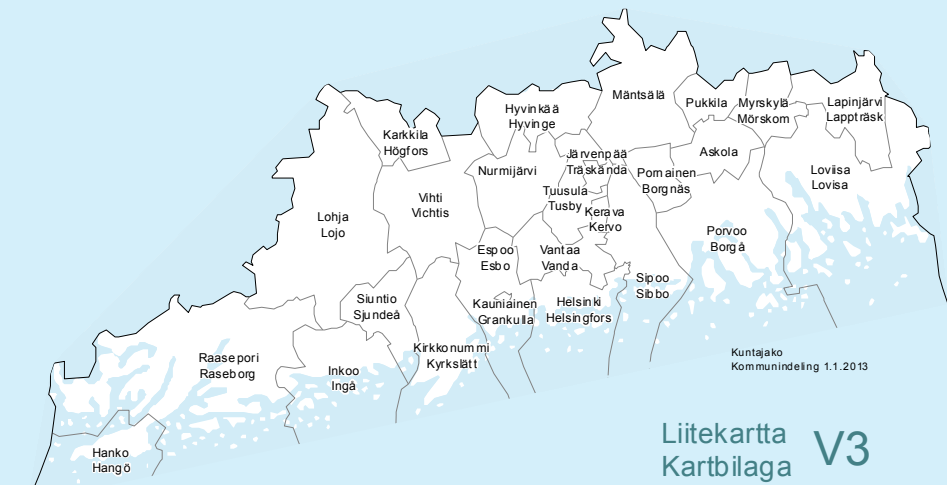 Mäntsälä
Hyvinkää
Hyvinge
Pukkila
Myrskylä
Mörskom
Lapinjärvi
Lappträsk
Karkkila
Högfors
Järvenpää
Träskända
Askola
Nurmijärvi
Pornainen
Borgnäs
Loviisa
Lovisa
Vihti
Vichtis
Tuusula
Tusby
Kerava
Kervo
Lohja
Lojo
Porvoo
Borgå
Espoo
Esbo
Vantaa
Vanda
Sipoo
Sibbo
Siuntio
Sjundeå
Kauniainen
Grankulla
Helsinki
Helsingfors
Kirkkonummi
Kyrkslätt
Raasepori
Raseborg
Inkoo
Ingå
Kuntajako
Kommunindelning 1.1.2013
Hanko
Hangö
Liitekartta
Kartbilaga
V3